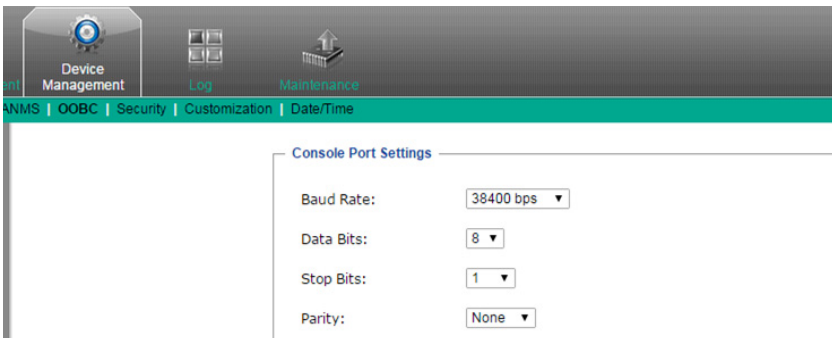 Device
ent Management Log Maintenance
ANMS | OOBC | Security | Customization | Date/Time
Console Port Settings
Baud Rate: 38400 bps
Data Bits: 8
Stop Bits: 1
Parity: None